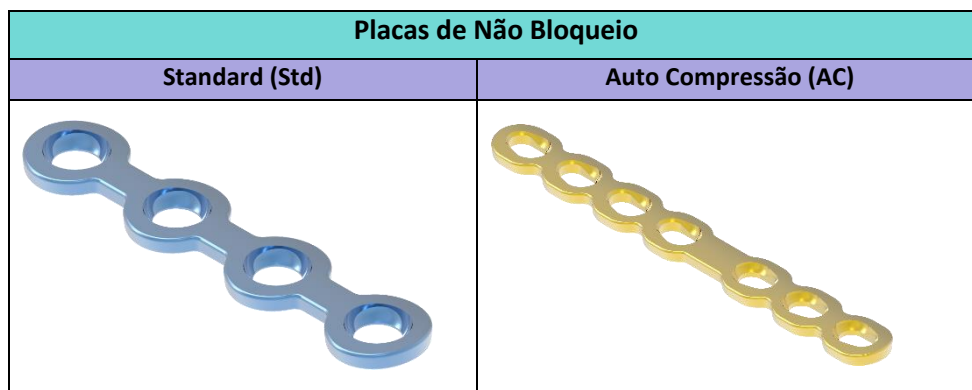 Placas de Não Bloqueio
Standard (Std)
Auto Compressão (AC)